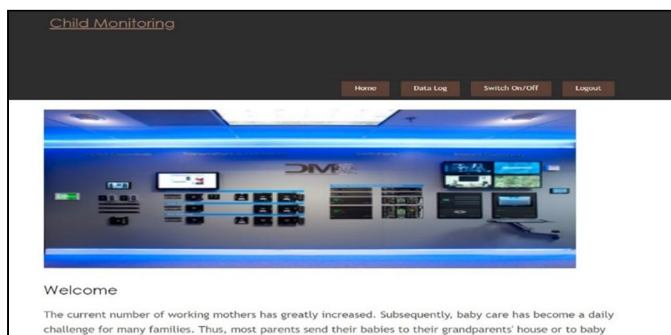 Child Monitoring
Home Data Log Switch On/Off Logout
Welcome
The current number of working mothers has greatly increased. Subsequently, baby care has become a daily
challenge for many families. Thus, most parents send their babies to their grandparents' house or to baby